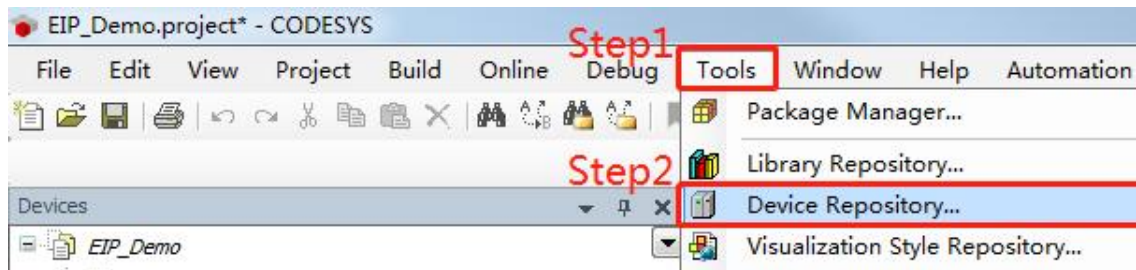 EIP_Demo.project* - CODESYS
Step1
File Edit View Project Build Online Debug Tools Window Help Automation
Package Manager...
Step2
Library Repository...
Devices
Device Repository...
EIP_Demo
Visualization Style Repository...